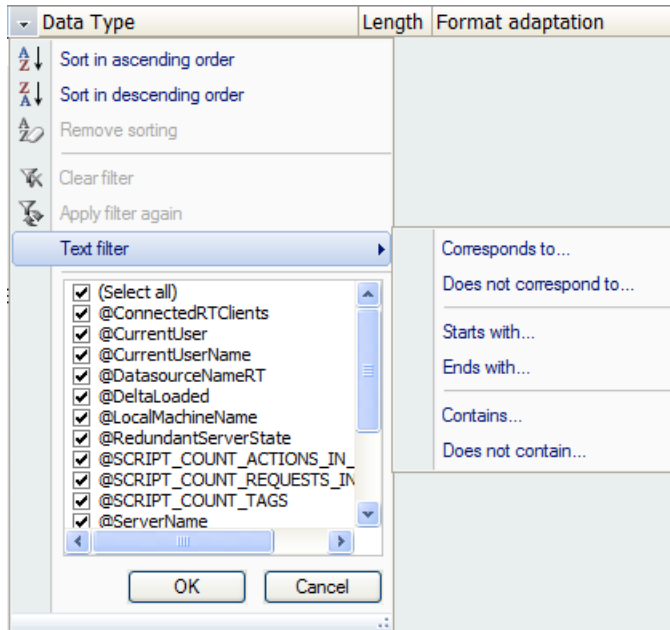 Data Type Length Format adaptation
Sort in ascending order
Sort in descending order
Remove sorting
Clear filter
Apply filter again
Text filter
(Select all)
@ConnectedRTClients
@CurrentUser
@CurrentUserName
@DatasourceNameRT
@DeltaLoaded
@LocalMachineName
@RedundantServerState
@SCRIPT_COUNT_ACTIONS_IN_
@SCRIPT_COUNT_REQUESTS_IN
@SCRIPT_COUNT_TAGS
@ServerName
OK Cancel
Corresponds to...
Does not correspond to...
Starts with...
Ends with...
Contains...
Does not contain...